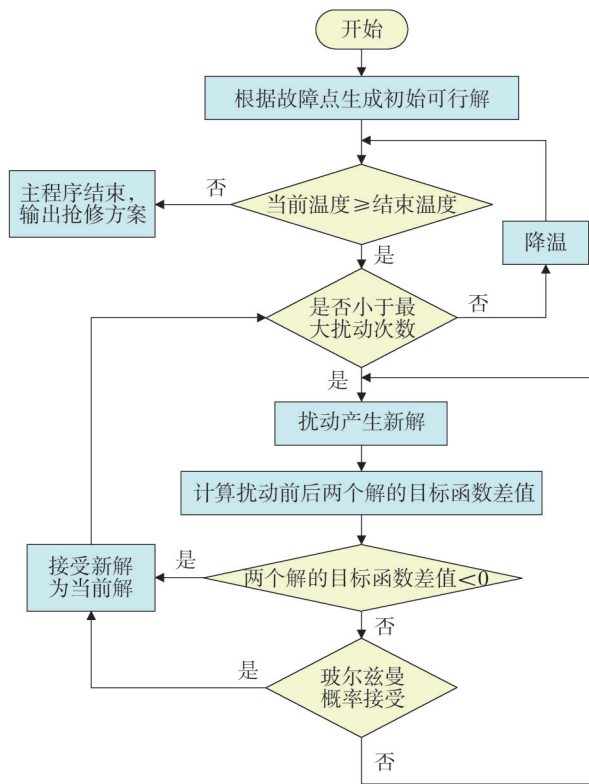 开始
根据故障点生成初始可行解
主程序结束，
输出抢修方案
否
当前温度≥结束温度
降温
是
是否小于最
大扰动次数
否
是
扰动产生新解
计算扰动前后两个解的目标函数差值
接受新解
为当前解
是
两个解的目标函数差值<0
否
是
玻尔兹曼
概率接受
否